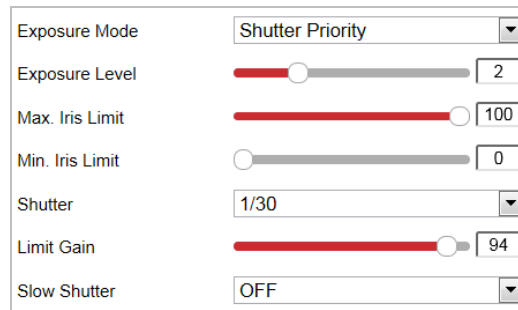 Exposure Mode Shutter Priority
Exposure Level 2
Max. Iris Limit 100
Min. Iris Limit 0
Shutter 1/30
Limit Gain 94
Slow Shutter OFF